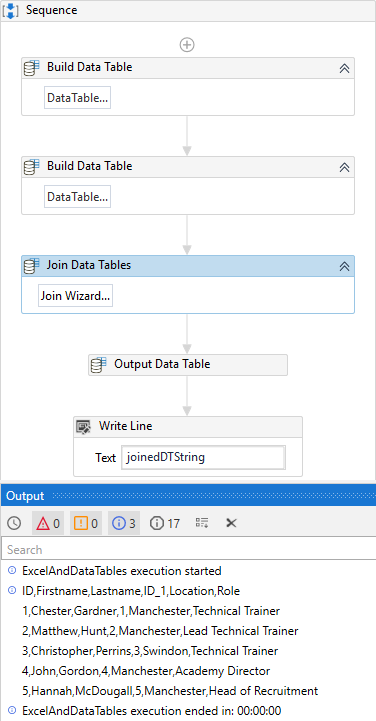 Sequence
Build Data Table
DataTable...
Build Data Table
DataTable...
Join Data Tables
Join Wizard...
Output Data Table
Write Line
Text joinedDTString
Output
0 0 3 17
Search
ExcelAndDataTables execution started
ID,Firstname,Lastname,ID_1,Location,Role
1,Chester,Gardner,1,Manchester,Technical Trainer
2,Matthew,Hunt,2,Manchester,Lead Technical Trainer
3,Christopher,Perrins,3,Swindon,Technical Trainer
4,John,Gordon,4,Manchester,Academy Director
5,Hannah,McDougall,5,Manchester,Head of Recruitment
ExcelAndDataTables execution ended in: 00:00:00